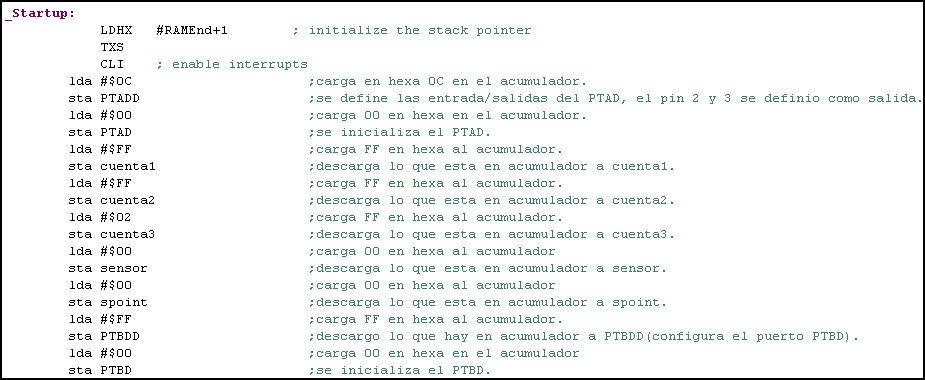 _Startup:
LDHX #RAMEnd+1 ; initialize the stack pointer
TXS
CLI ; enable interrupts
lda #$0C ;carga en hexa 0C en el acumulador.
sta PTADD ;se define las entrada/salidas del PTAD, el pin 2 y 3 se definio como salida.
lda #$00 ;carga 00 en hexa en el acumulador.
sta PTAD ;se inicializa el PTAD.
lda #$FF ;carga FF en hexa al acumulador.
sta cuenta1 ;descarga lo que esta en acumulador a cuenta1.
lda #$FF ;carga FF en hexa al acumulador.
sta cuenta2 ;descarga lo que esta en acumulador a cuenta2.
lda #$02 ;carga FF en hexa al acumulador.
sta cuenta3 ;descarga lo que esta en acumulador a cuenta3.
lda #$00 ;carga 00 en hexa al acumulador
sta sensor ;descarga lo que esta en acumulador a sensor.
lda #$00 ;carga 00 en hexa al acumulador
sta spoint ;descarga lo que esta en acumulador a spoint.
lda #$FF ;carga FF en hexa al acumulador.
sta PTBDD ;descargo lo que hay en acumulador a PTBDD(configura el puerto PTBD).
lda #$00 ;carga 00 en hexa en el acumulador
sta PTBD ;se inicializa el PTBD.